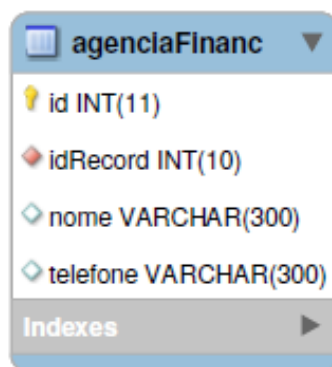 agenciaFinanc
id INT(11)
idRecord INT(10)
nome VARCHAR(300)
telefone VARCHAR(300)
Indexes